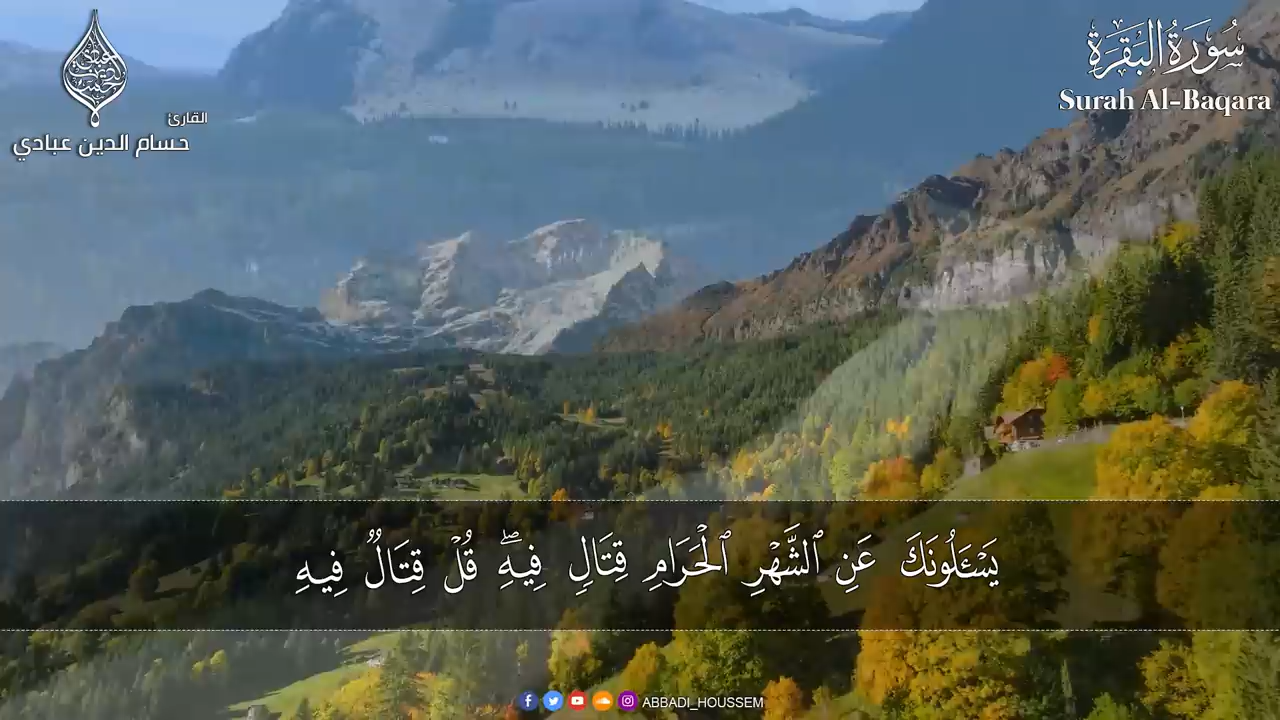 سُورَةُ البَقَرَةِ
Surah Al-Baqara
القارئ
حسام الدين عبادي
يَسْـَٔلُونَكَ عَنِ ٱلشَّهْرِ ٱلْحَرَامِ قِتَالٍ فِيهِۖ قُلْ قِتَالٌ فِيهِ
ABBADI_HOUSSEM